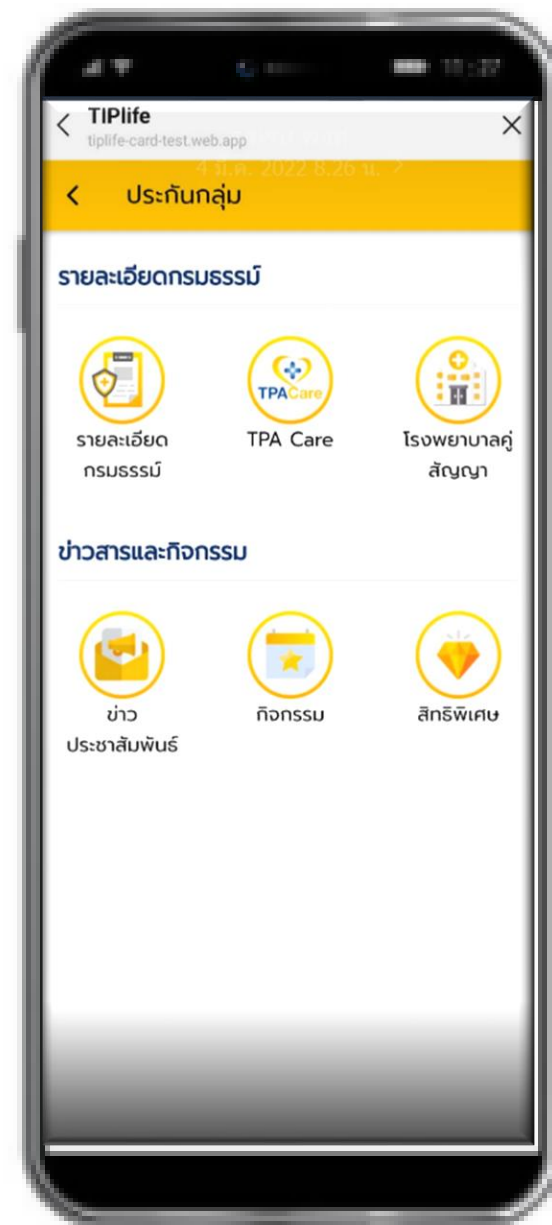 TIPlife
tiplife-card-test.web.app
4 มี.ค. 2022 8.26 น.
ประกันกลุ่ม
รายละเอียดกรมธรรม์
TPACare
รายละเอียด
กรมธรรม์
TPA Care
โรงพยาบาลคู่
สัญญา
ข่าวสารและกิจกรรม
ข่าว
ประชาสัมพันธ์
กิจกรรม
สิทธิพิเศษ